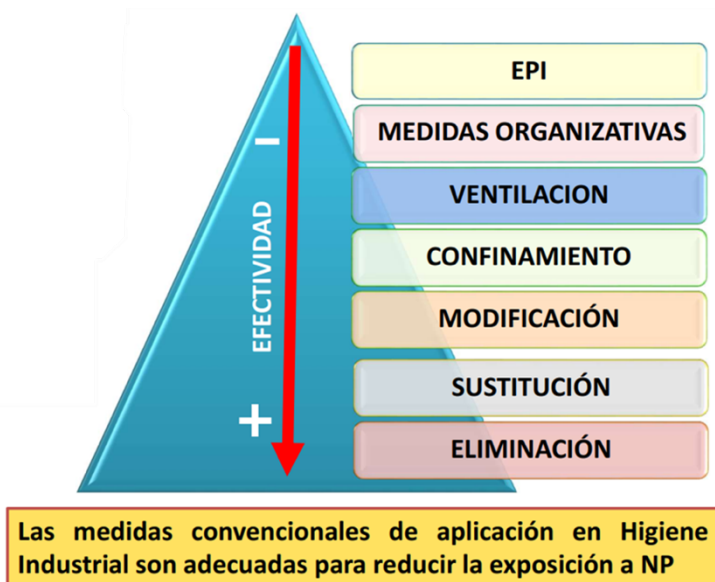 EPI
MEDIDAS ORGANIZATIVAS
VENTILACION
CONFINAMIENTO
MODIFICACIÓN
SUSTITUCIÓN
ELIMINACIÓN
−
EFECTIVIDAD
+
Las medidas convencionales de aplicación en Higiene
Industrial son adecuadas para reducir la exposición a NP